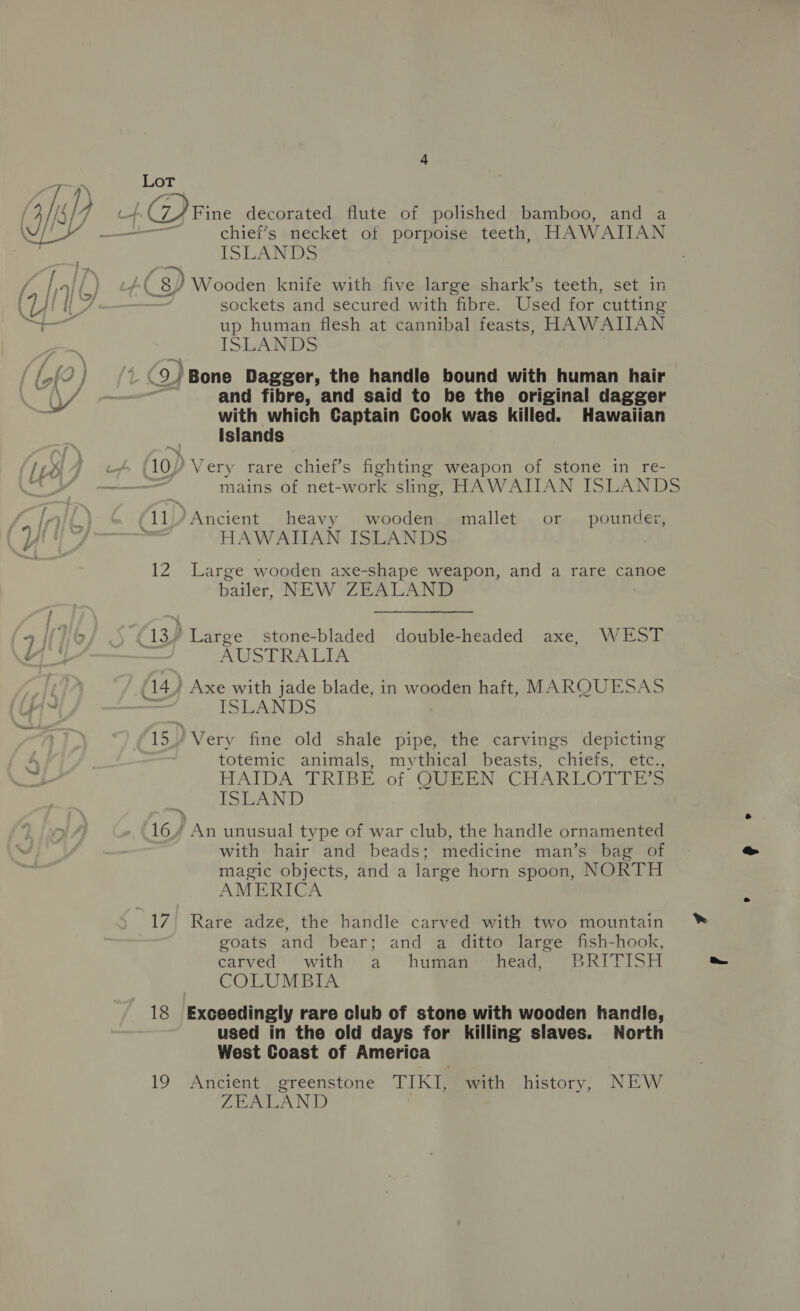 4
Lot
7 Fine decorated flute of polished bamboo, and a
chief's necket of porpoise teeth, HAWAIIAN
ISLANDS
8 Wooden knife with five large shark's teeth, set in
sockets and secured with fibre. Used for cutting
up human flesh at cannibal feasts, HAWAIIAN
ISLANDS
9 Bone Dagger, the handle bound with human hair
and fibre, and said to be the original dagger
with which Captain Cook was killed. Hawaiian
Islands
10 Very rare chief's fighting weapon of stone in re-
mains of net-work sling, HAWAIIAN ISLANDS
11 Ancient heavy wooden mallet or pounder,
HAWAIIAN ISLANDS
12 Large wooden axe-shape weapon, and a rare canoe
bailer, NEW ZEALAND
13 Large stone-bladed double-headed axe, WEST
AUSTRALIA
14 Axe with jade blade, in wooden haft, MARQUESAS
ISLANDS
15 Very fine old shale pipe, the carvings depicting
totemic animals, mythical beasts, chiefs, etc.,
HAIDA TRIBE of QUEEN CHARLOTTE'S
ISLAND
16 An unusual type of war club, the handle ornamented
with hair and beads; medicine man's bag of
magic objects, and a large horn spoon, NORTH
AMERICA
17 Rare adze, the handle carved with two mountain
goats and bear; and a ditto large fish-hook,
carved with a human head, BRITISH
COLUMBIA
18 Exceedingly rare club of stone with wooden handle,
used in the old days for killing slaves. North
West Coast of America
19 Ancient greenstone TIKI, with history, NEW
ZEALAND